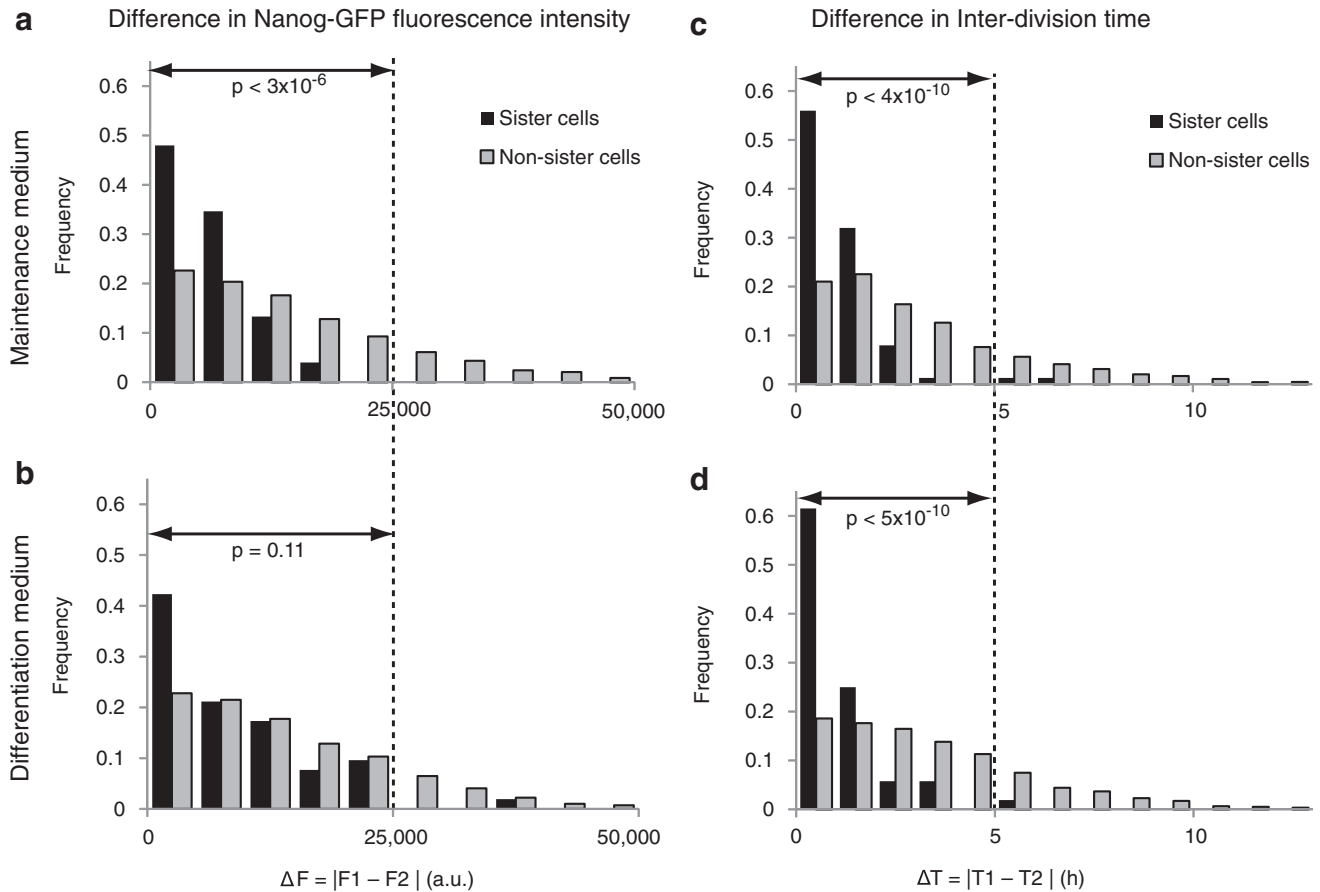 a
Difference in Nanog-GFP fluorescence intensity
Maintenance medium
Frequency
0.6
0.5
0.4
0.3
0.2
0.1
0
p < 3x10⁻⁶
Sister cells
Non-sister cells
0
25,000
50,000
c
Difference in Inter-division time
Frequency
0.6
0.5
0.4
0.3
0.2
0.1
0
p < 4x10⁻¹⁰
Sister cells
Non-sister cells
0
5
10
b
Differentiation medium
Frequency
0.6
0.5
0.4
0.3
0.2
0.1
0
p = 0.11
0
25,000
50,000
ΔF = |F1 – F2| (a.u.)
d
Frequency
0.6
0.5
0.4
0.3
0.2
0.1
0
p < 5x10⁻¹⁰
0
5
10
ΔT = |T1 – T2| (h)